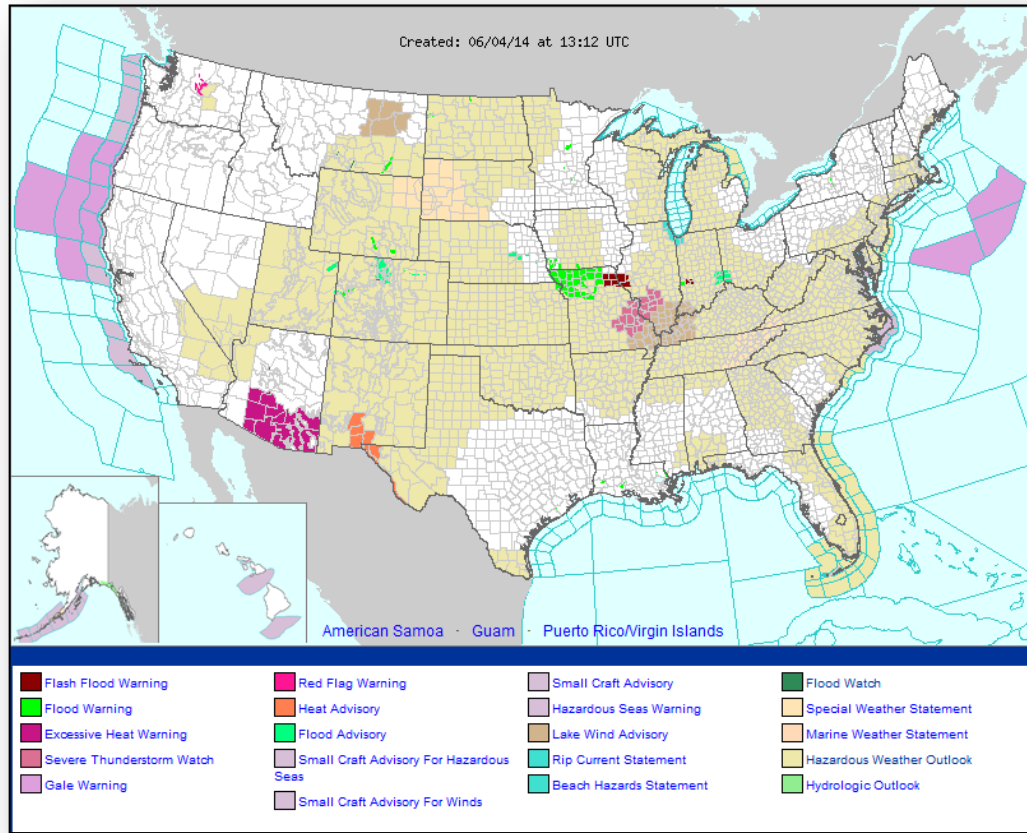 Created: 06/04/14 at 13:12 UTC
American Samoa · Guam · Puerto Rico/Virgin Islands
Flash Flood Warning
Flood Warning
Excessive Heat Warning
Severe Thunderstorm Watch
Gale Warning
Red Flag Warning
Heat Advisory
Flood Advisory
Small Craft Advisory For Hazardous
Seas
Small Craft Advisory For Winds
Small Craft Advisory
Hazardous Seas Warning
Lake Wind Advisory
Rip Current Statement
Beach Hazards Statement
Flood Watch
Special Weather Statement
Marine Weather Statement
Hazardous Weather Outlook
Hydrologic Outlook